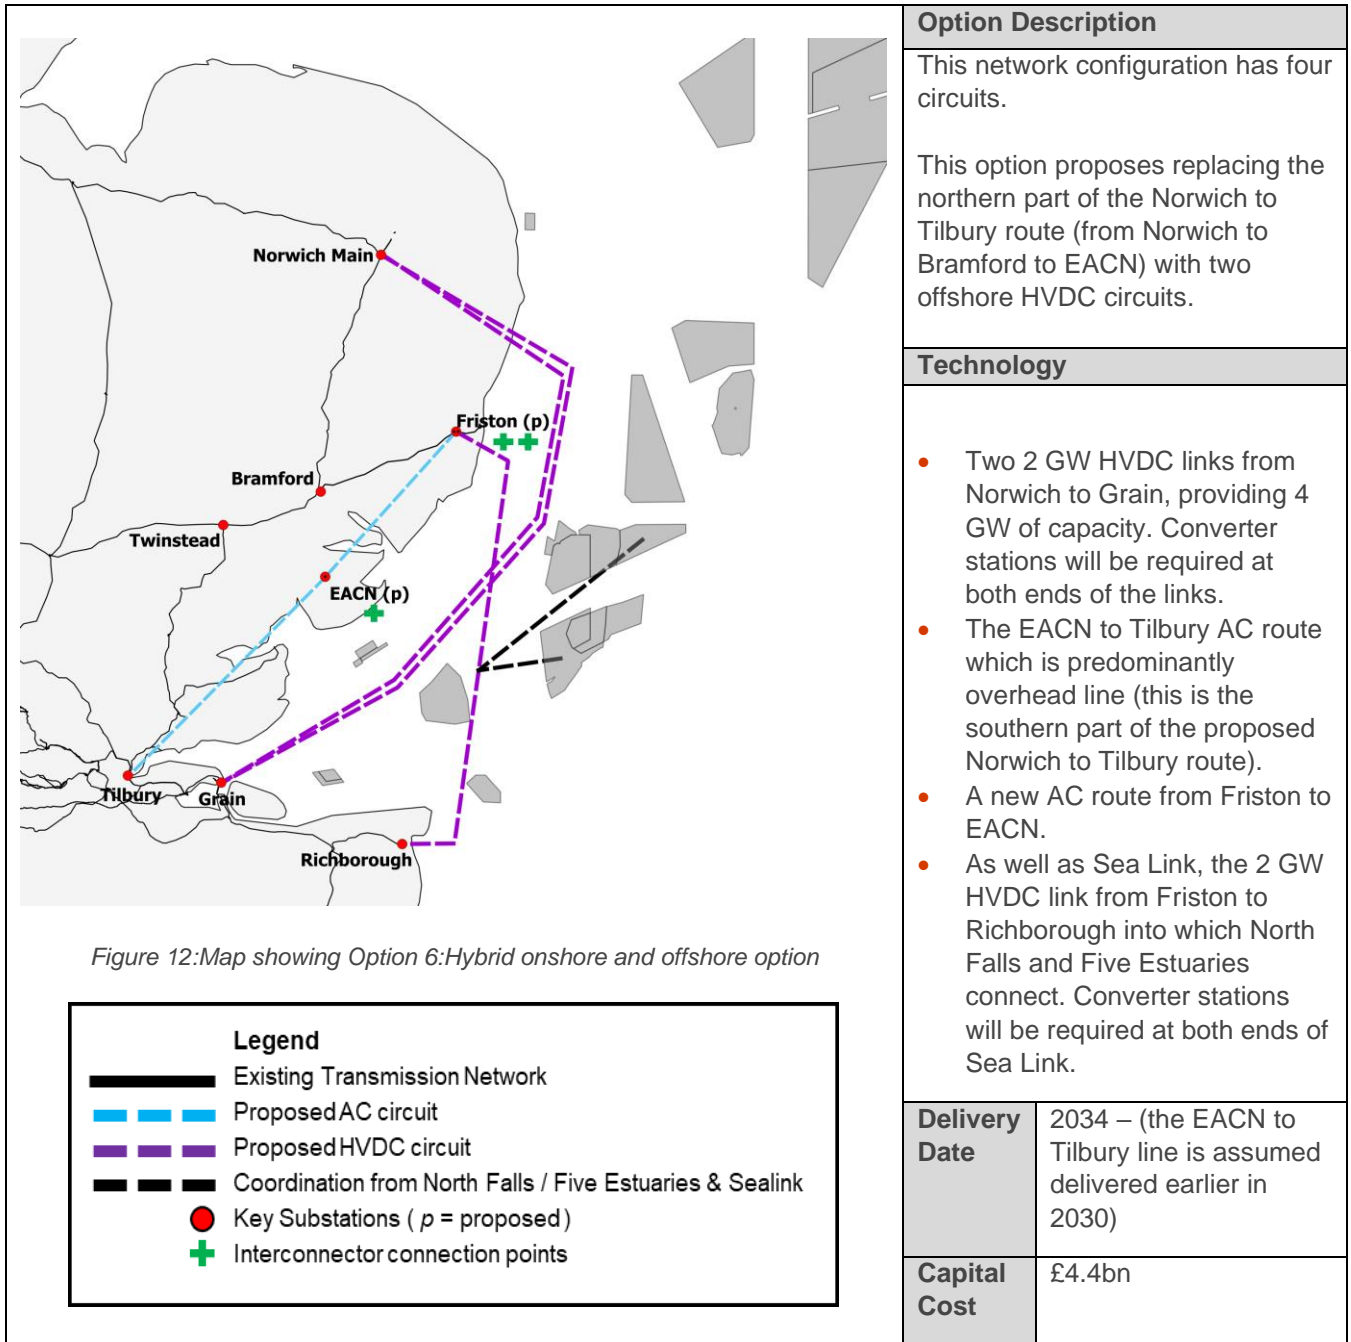 Norwich Main
Friston (p)
Bramford
Twinstead
EACN (p)
Tilbury
Grain
Richborough
Figure 12:Map showing Option 6:Hybrid onshore and offshore option
Legend
Existing Transmission Network
Proposed AC circuit
Proposed HVDC circuit
Coordination from North Falls / Five Estuaries & Sealink
Key Substations ( p = proposed )
Interconnector connection points
Option Description
This network configuration has four
circuits.
This option proposes replacing the
northern part of the Norwich to
Tilbury route (from Norwich to
Bramford to EACN) with two
offshore HVDC circuits.
Technology
• Two 2 GW HVDC links from
Norwich to Grain, providing 4
GW of capacity. Converter
stations will be required at
both ends of the links.
• The EACN to Tilbury AC route
which is predominantly
overhead line (this is the
southern part of the proposed
Norwich to Tilbury route).
• A new AC route from Friston to
EACN.
• As well as Sea Link, the 2 GW
HVDC link from Friston to
Richborough into which North
Falls and Five Estuaries
connect. Converter stations
will be required at both ends of
Sea Link.
Delivery
Date
2034 – (the EACN to
Tilbury line is assumed
delivered earlier in
2030)
Capital
Cost
£4.4bn